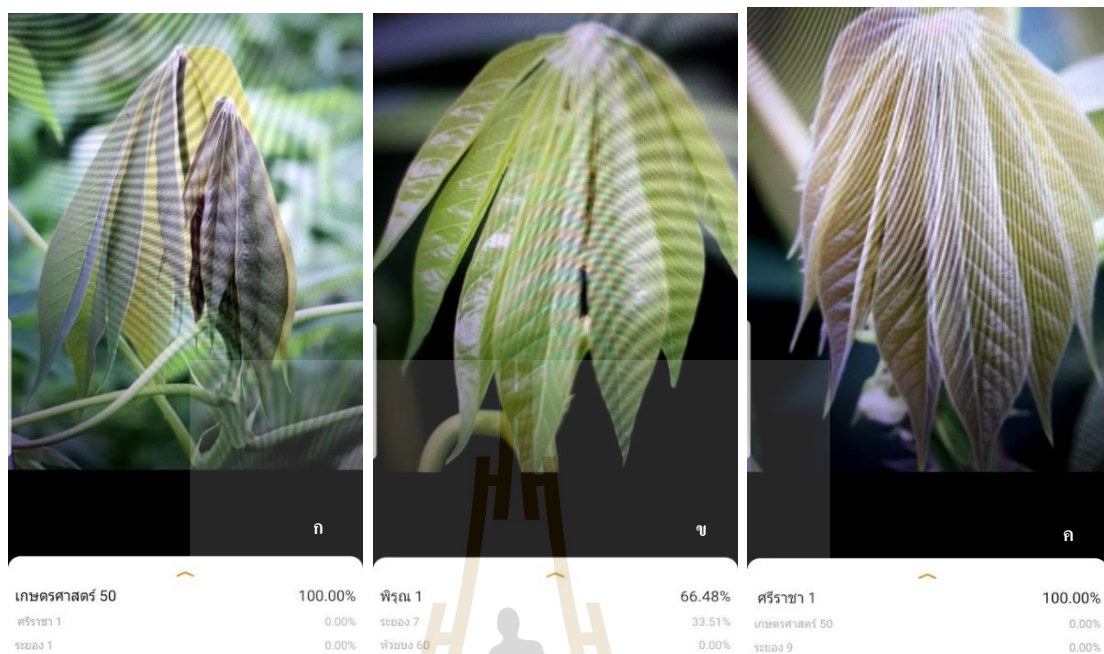 ก
เกษตรศาสตร์ 50 100.00%
ศรีราชา 1 0.00%
ระยอง 1 0.00%
ข
พิรุณ 1 66.48%
ระยอง 7 33.51%
ห้วยบง 60 0.00%
ค
ศรีราชา 1 100.00%
เกษตรศาสตร์ 50 0.00%
ระยอง 9 0.00%